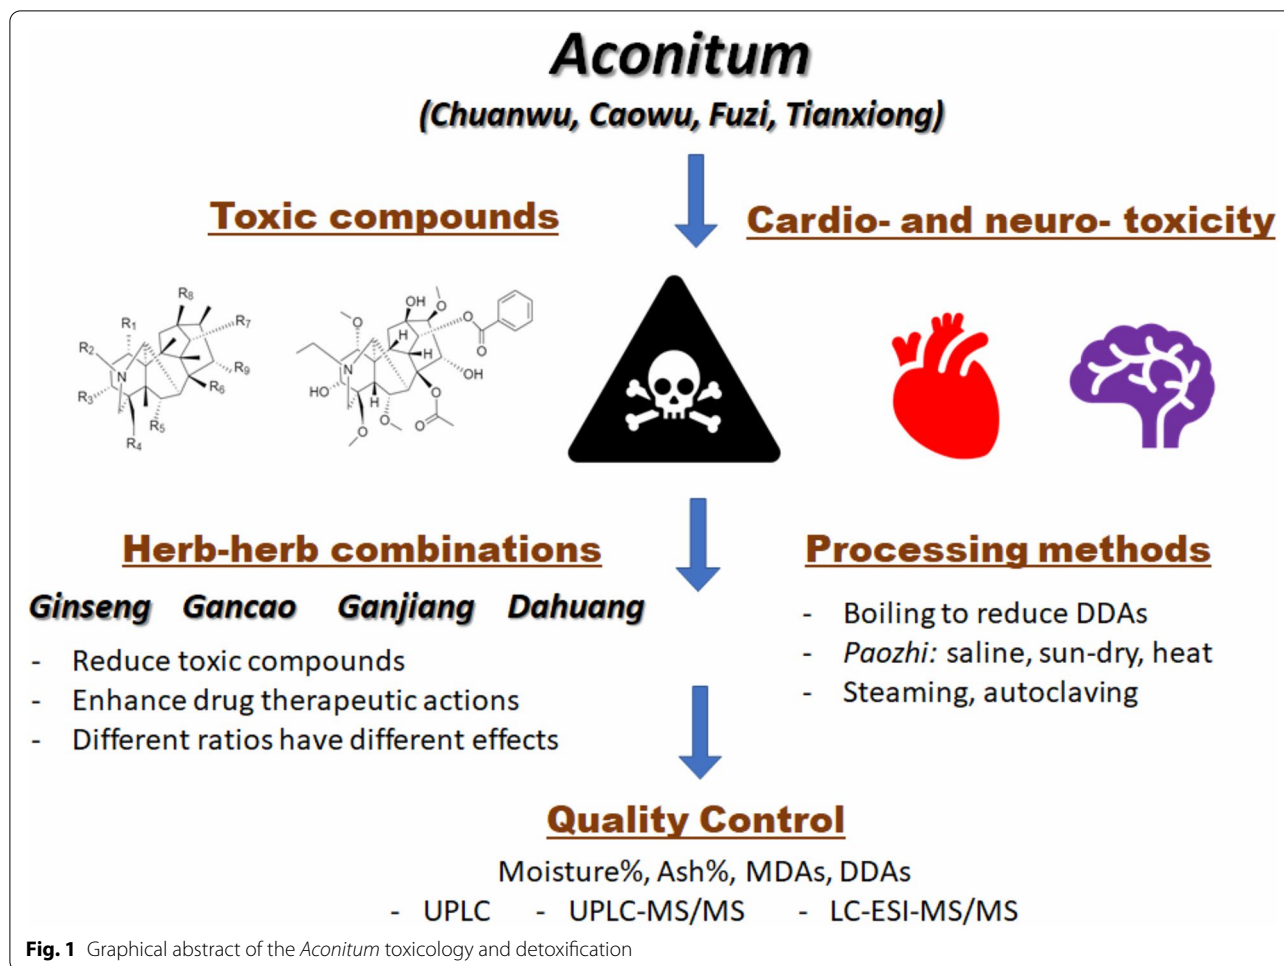 Aconitum
(Chuanwu, Caowu, Fuzi, Tianxiong)
Toxic compounds
Cardio- and neuro- toxicity
R8
R1
R7
R2
N
R9
R3
R6
R5
R4
OH
O
O
O
O
H
H
N
OH
HO
H
O
O
O
O
Herb-herb combinations
Ginseng Gancao Ganjiang Dahuang
- Reduce toxic compounds
- Enhance drug therapeutic actions
- Different ratios have different effects
Processing methods
- Boiling to reduce DDAs
- Paozhi: saline, sun-dry, heat
- Steaming, autoclaving
Quality Control
Moisture%, Ash%, MDAs, DDAs
- UPLC - UPLC-MS/MS - LC-ESI-MS/MS
Fig. 1 Graphical abstract of the Aconitum toxicology and detoxification